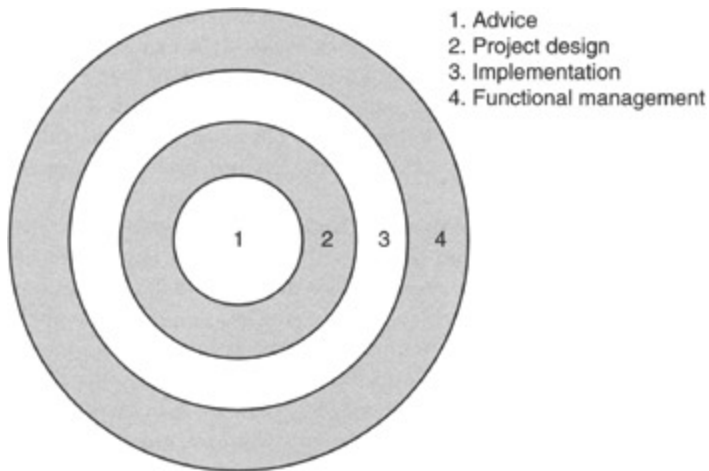 1. Advice
2. Project design
3. Implementation
4. Functional management
1 2 3 4